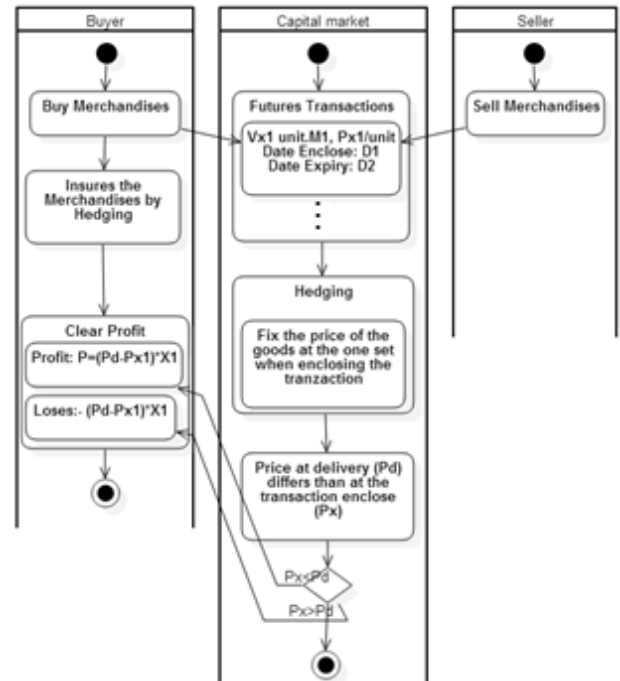 Buyer
Capital market
Seller
Buy Merchandises
Futures Transactions
Sell Merchandises
Vx1 unit.M1, Px1/unit
Date Enclose: D1
Date Expiry: D2
Insures the
Merchandises by
Hedging
Hedging
Fix the price of the
goods at the one set
when enclosing the
tranzaction
Clear Profit
Profit: P=(Pd-Px1)*X1
Loses:- (Pd-Px1)*X1
Price at delivery (Pd)
differs than at the
transaction enclose
(Px)
Px<Pd
Px>Pd